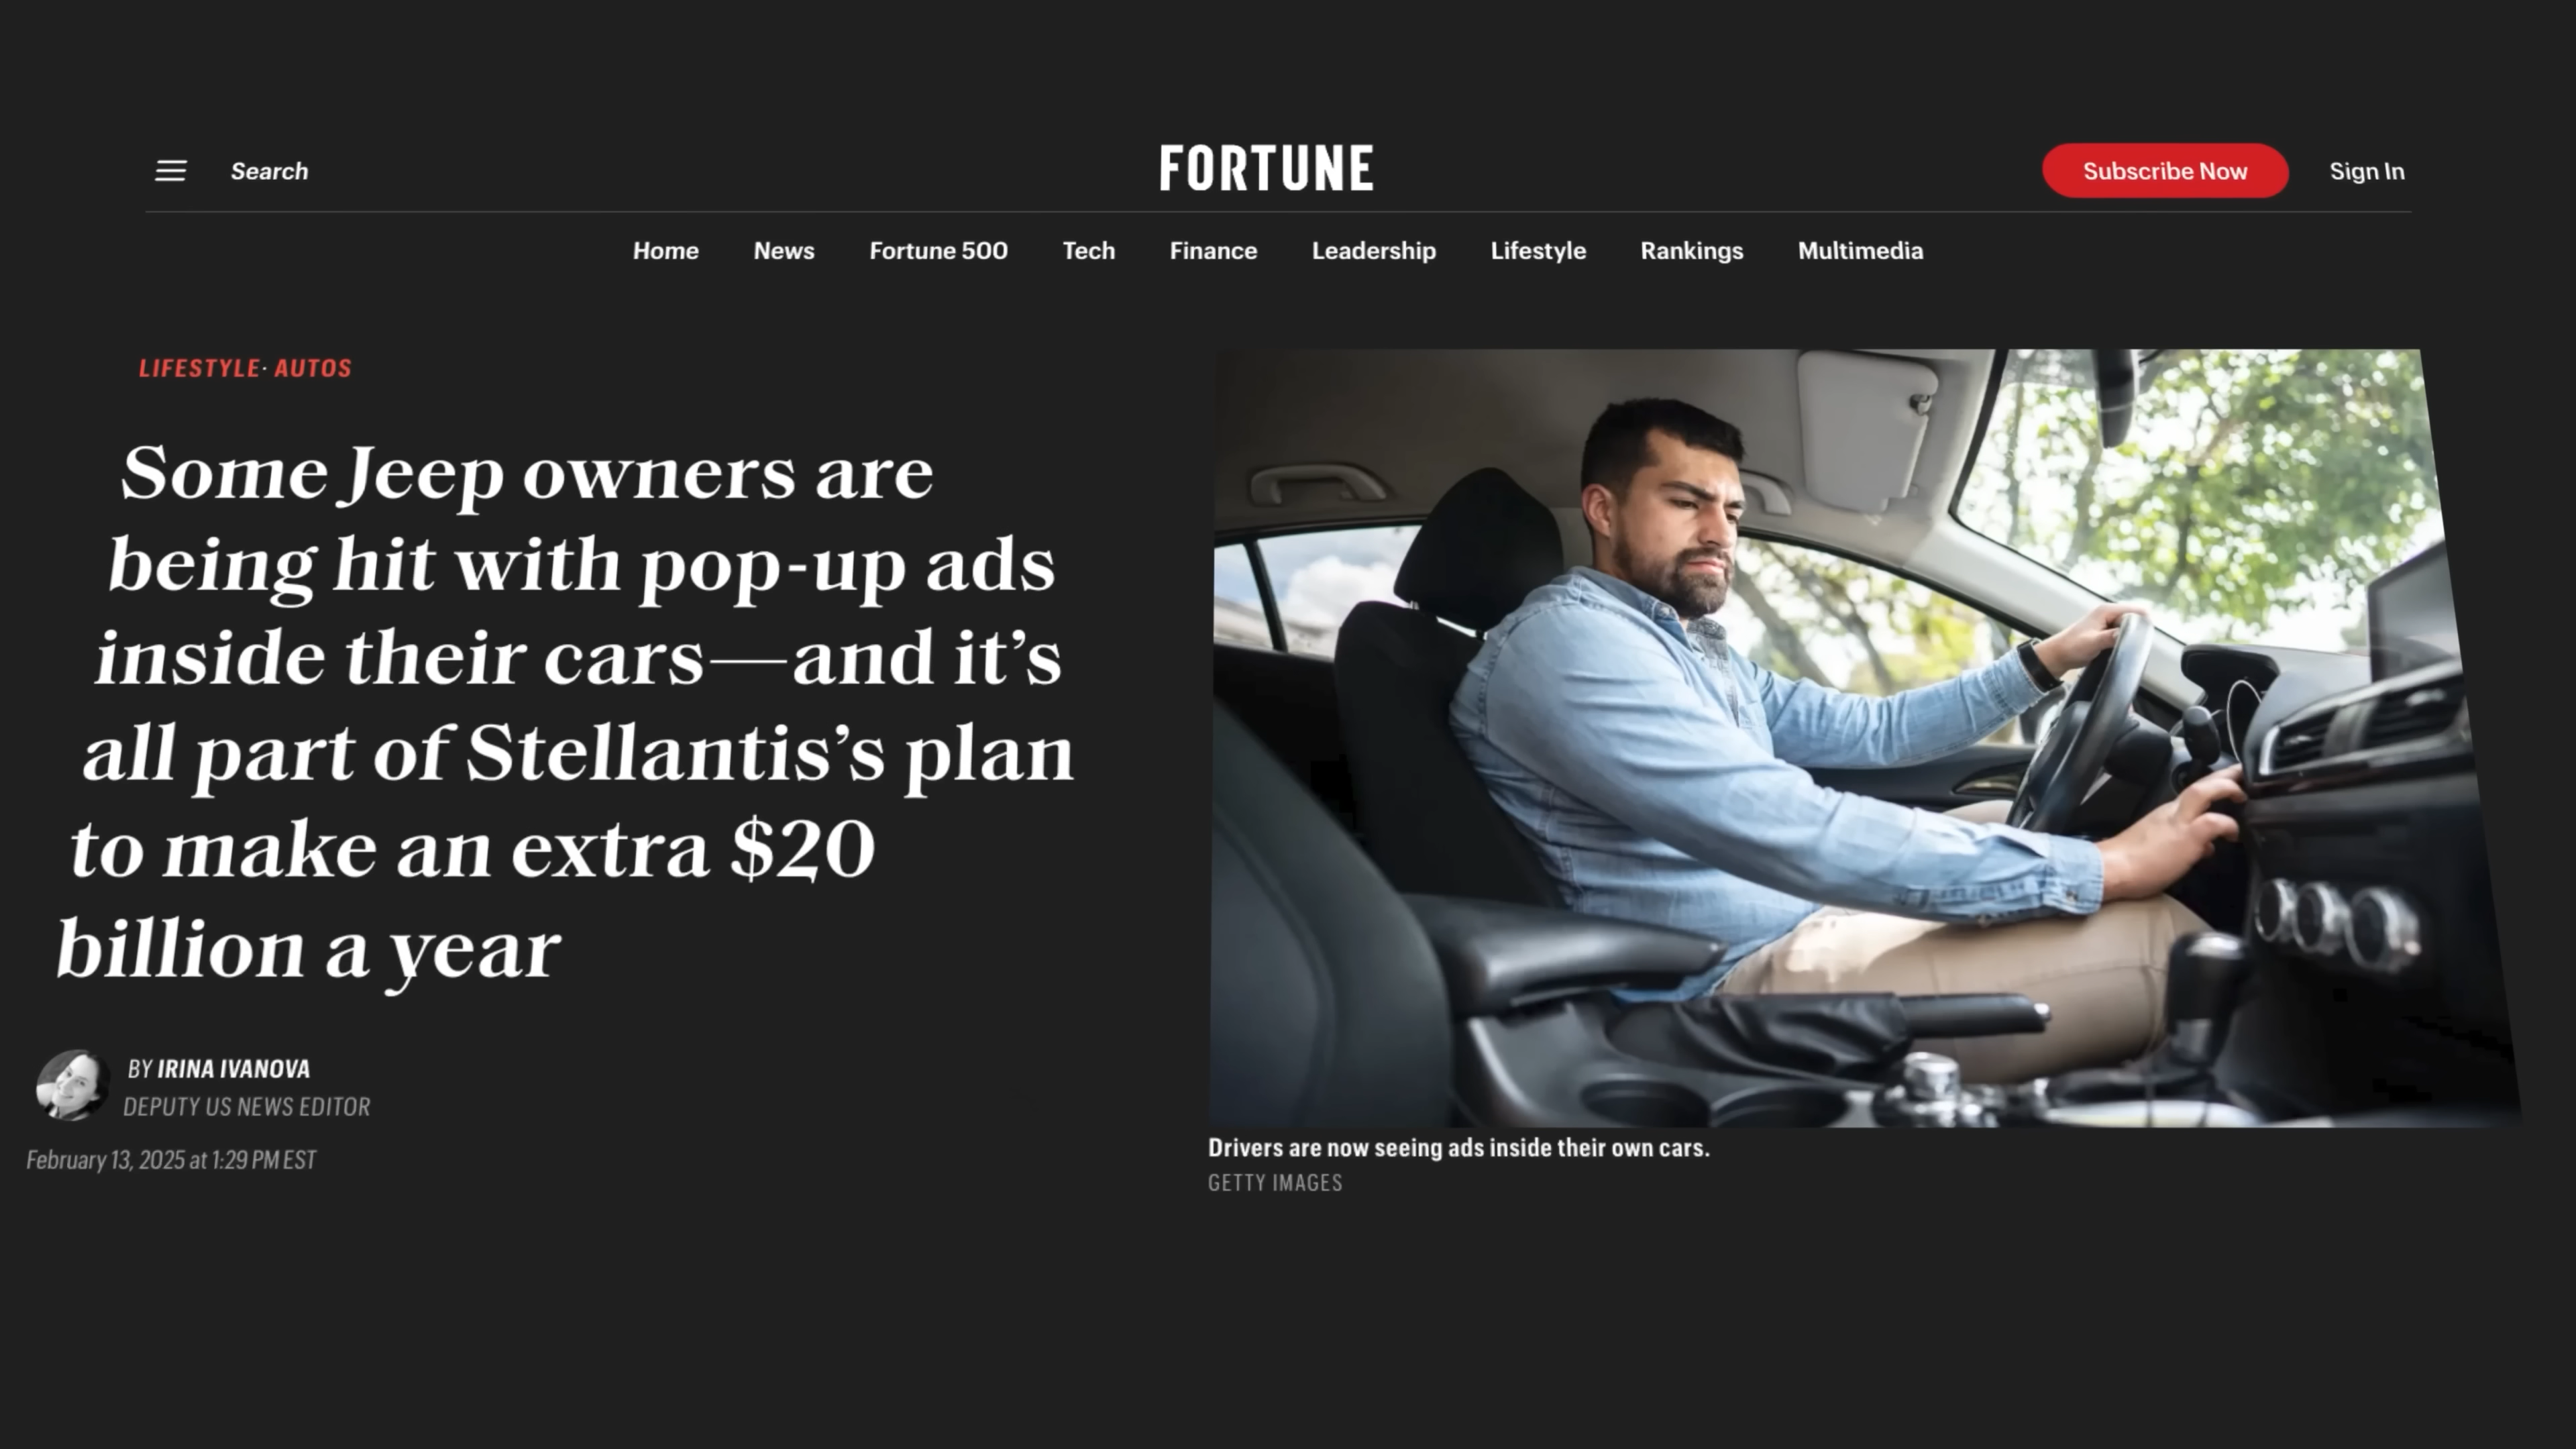 Search
FORTUNE
Subscribe Now
Sign In
Home News Fortune 500 Tech Finance Leadership Lifestyle Rankings Multimedia
LIFESTYLE· AUTOS
Some Jeep owners are
being hit with pop-up ads
inside their cars—and it’s
all part of Stellantis’s plan
to make an extra $20
billion a year
BY IRINA IVANOVA
DEPUTY US NEWS EDITOR
February 13, 2025 at 1:29 PM EST
Drivers are now seeing ads inside their own cars.
GETTY IMAGES